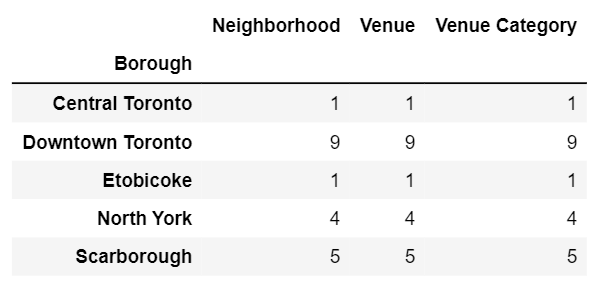 Neighborhood Venue Venue Category
Borough
Central Toronto 1 1 1
Downtown Toronto 9 9 9
Etobicoke 1 1 1
North York 4 4 4
Scarborough 5 5 5